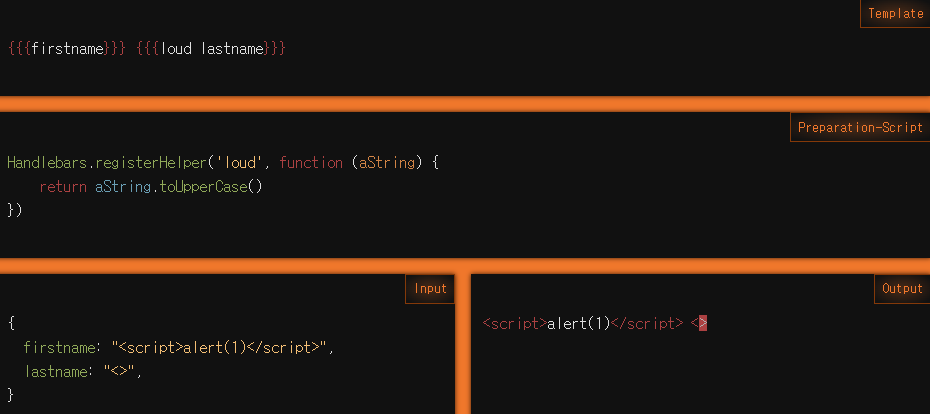 Template
{{{firstname}}} {{{loud lastname}}}
Preparation-Script
Handlebars.registerHelper('loud', function (aString) {
    return aString.toUpperCase()
})
Input
{
  firstname: "<script>alert(1)</script>",
  lastname: "<>",
}
Output
<script>alert(1)</script> <>